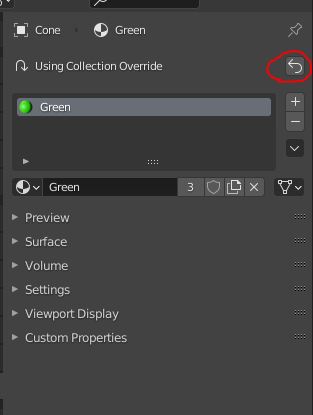 Cone Green
Using Collection Override
Green
Green 3
Preview
Surface
Volume
Settings
Viewport Display
Custom Properties